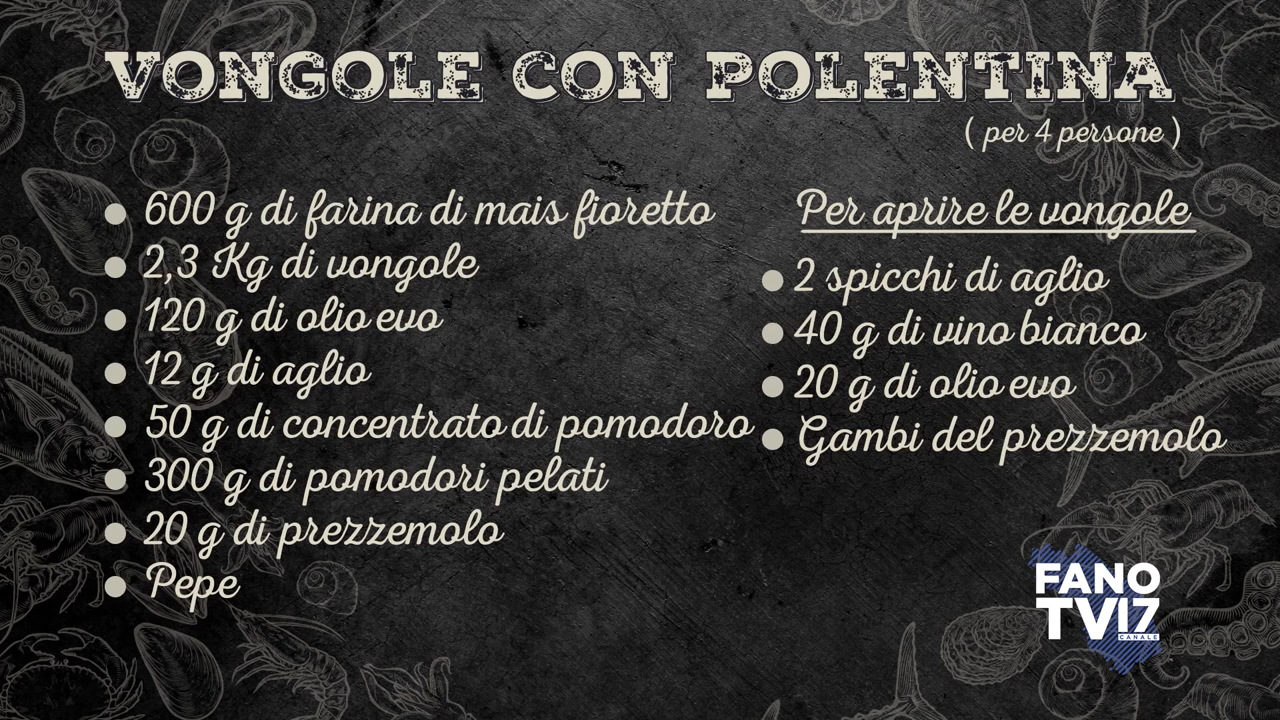 VONGOLE CON POLENTINA
( per 4 persone )
600 g di farina di mais fioretto
2,3 Kg di vongole
120 g di olio evo
12 g di aglio
50 g di concentrato di pomodoro
300 g di pomodori pelati
20 g di prezzemolo
Pepe
Per aprire le vongole
2 spicchi di aglio
40 g di vino bianco
20 g di olio evo
Gambi del prezzemolo
FANO
TV17
CANALE